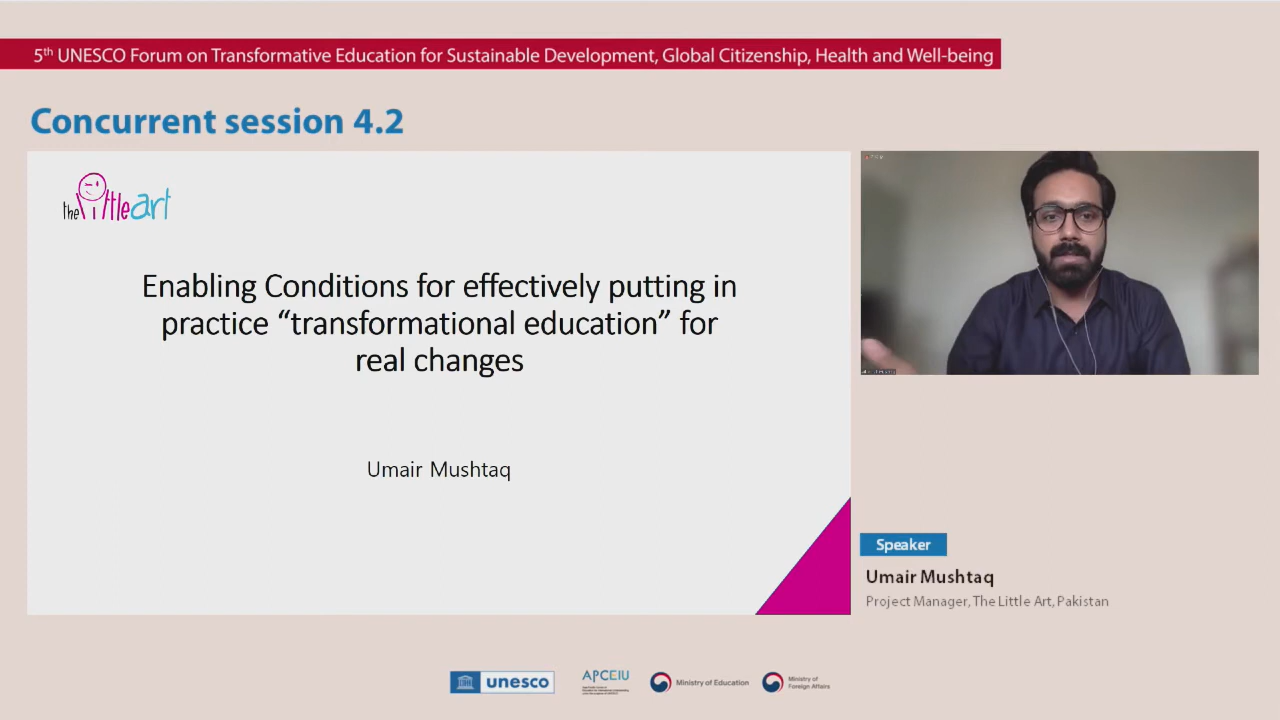 5th UNESCO Forum on Transformative Education for Sustainable Development, Global Citizenship, Health and Well-being
Concurrent session 4.2
the little art
Enabling Conditions for effectively putting in
practice “transformational education” for
real changes
Umair Mushtaq
Speaker
Umair Mushtaq
Project Manager, The Little Art, Pakistan
unesco
APCEIU
Ministry of Education
Ministry of
Foreign Affairs